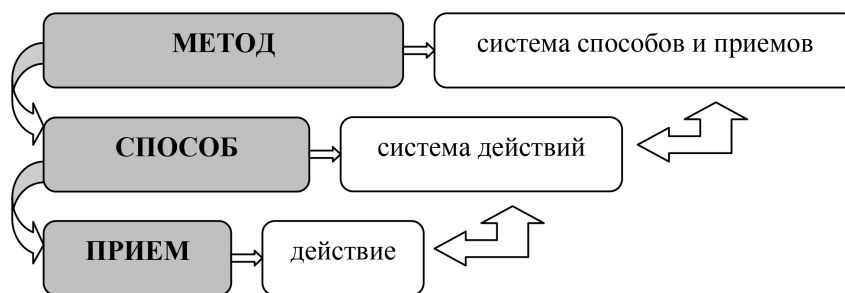 МЕТОД
система способов и приемов
СПОСОБ
система действий
ПРИЕМ
действие